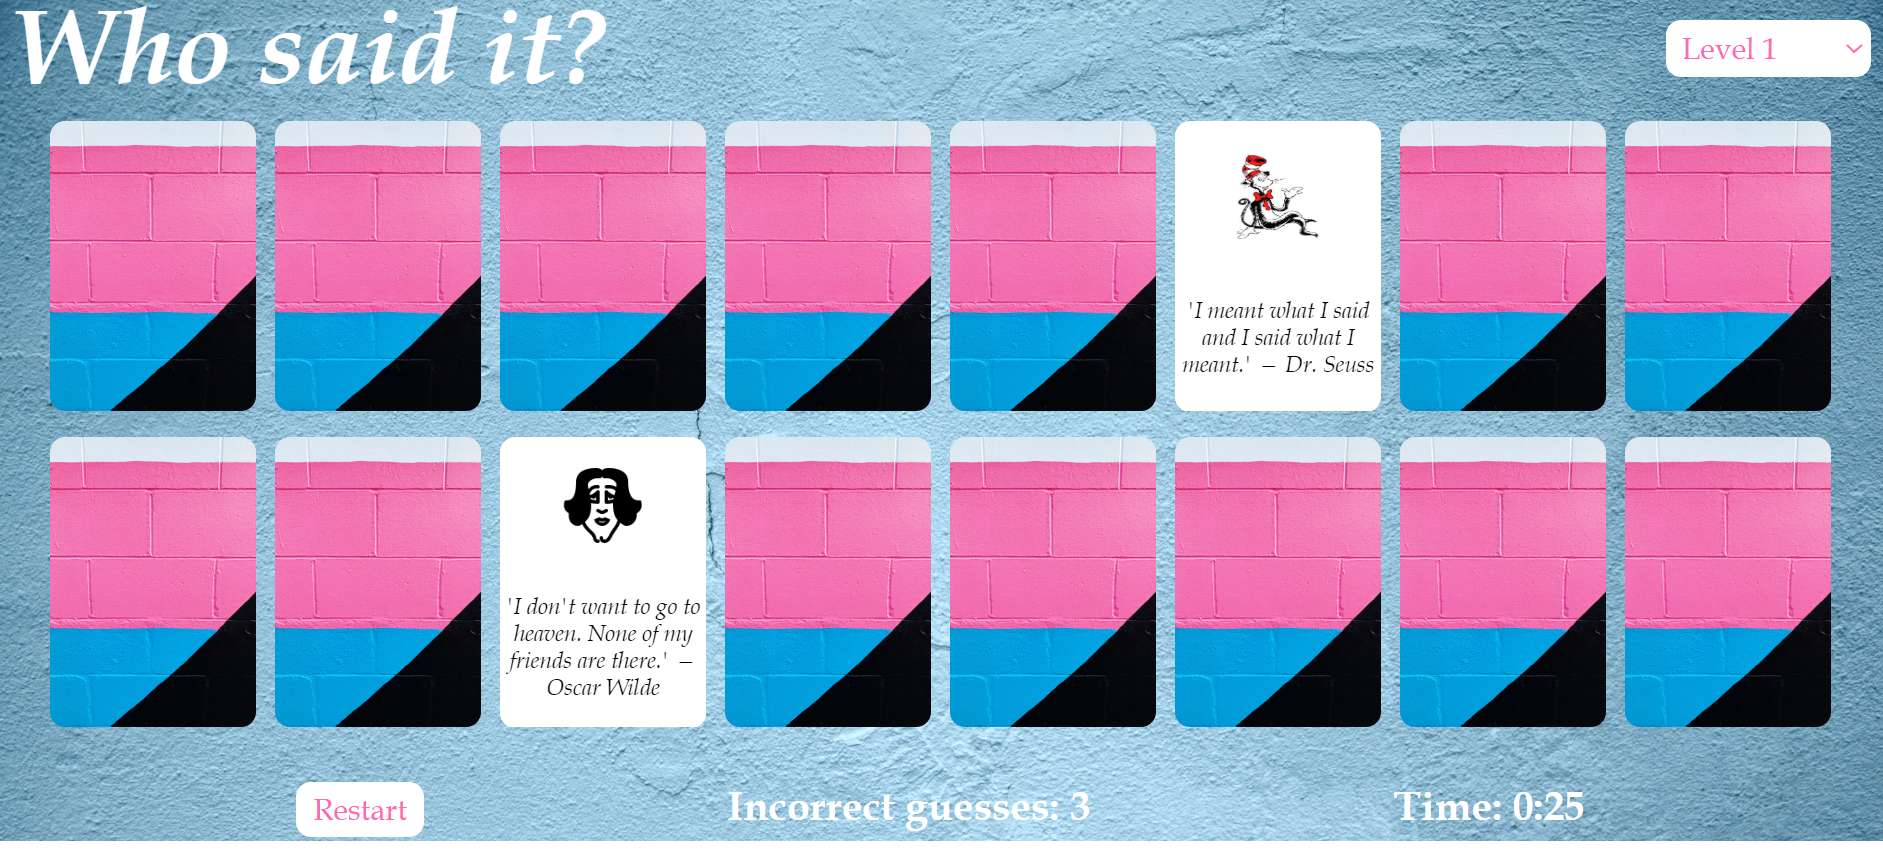 Who said it?
Level 1
'I meant what I said
and I said what I
meant.' – Dr. Seuss
'I don't want to go to
heaven. None of my
friends are there.' –
Oscar Wilde
Restart
Incorrect guesses: 3
Time: 0:25